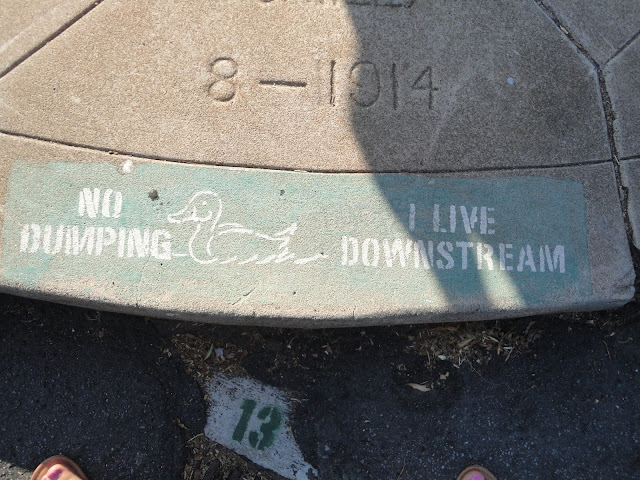 8-1914
NO
DUMPING
I LIVE
DOWNSTREAM
13